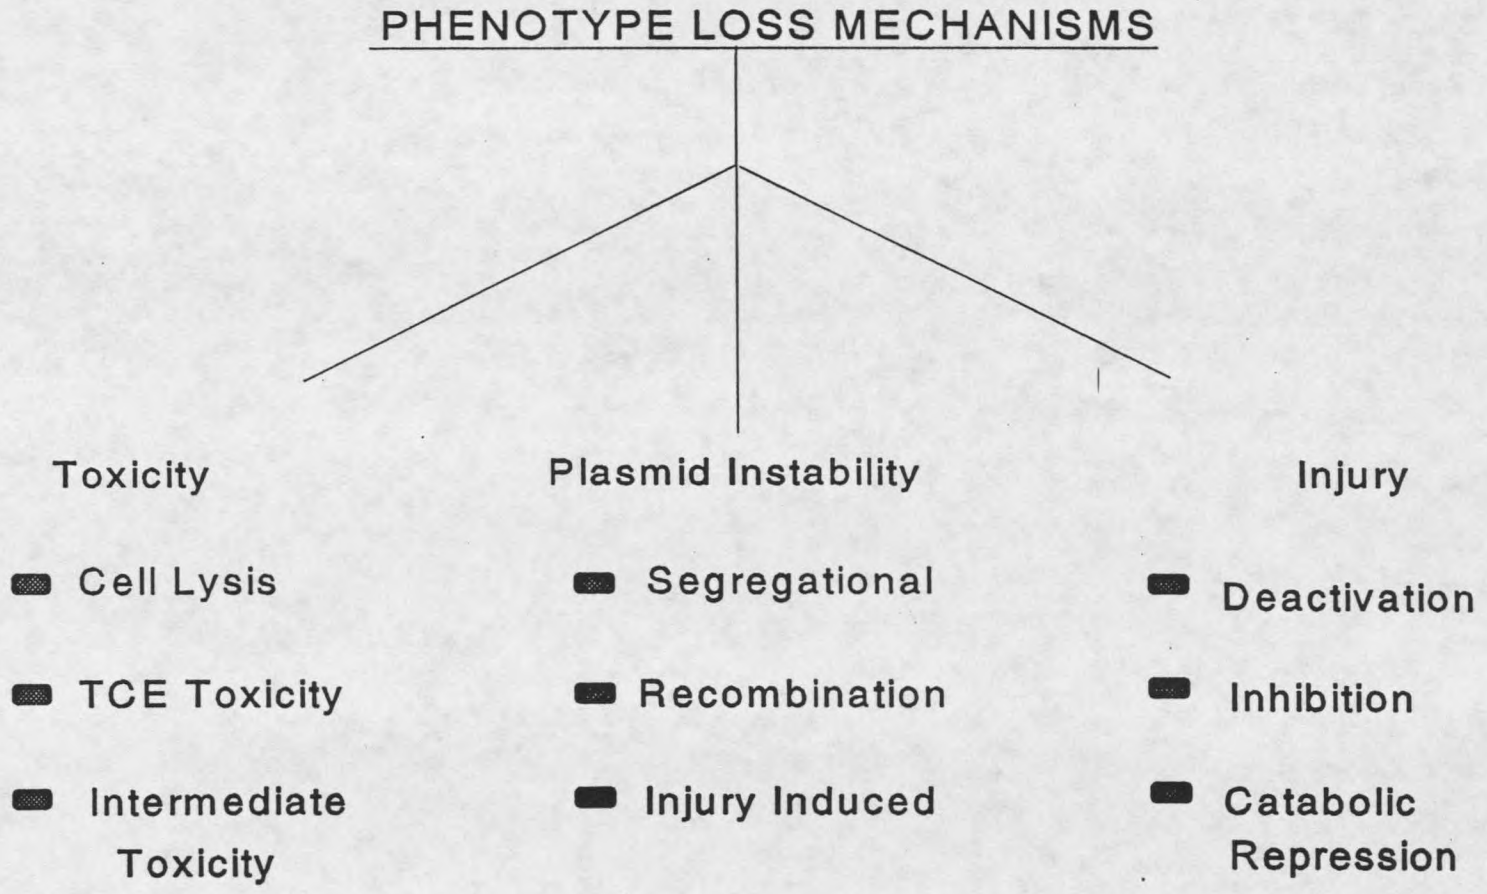 PHENOTYPE LOSS MECHANISMS
Toxicity
Cell Lysis
TCE Toxicity
Intermediate
Toxicity
Plasmid Instability
Segregational
Recombination
Injury Induced
Injury
Deactivation
Inhibition
Catabolic
Repression